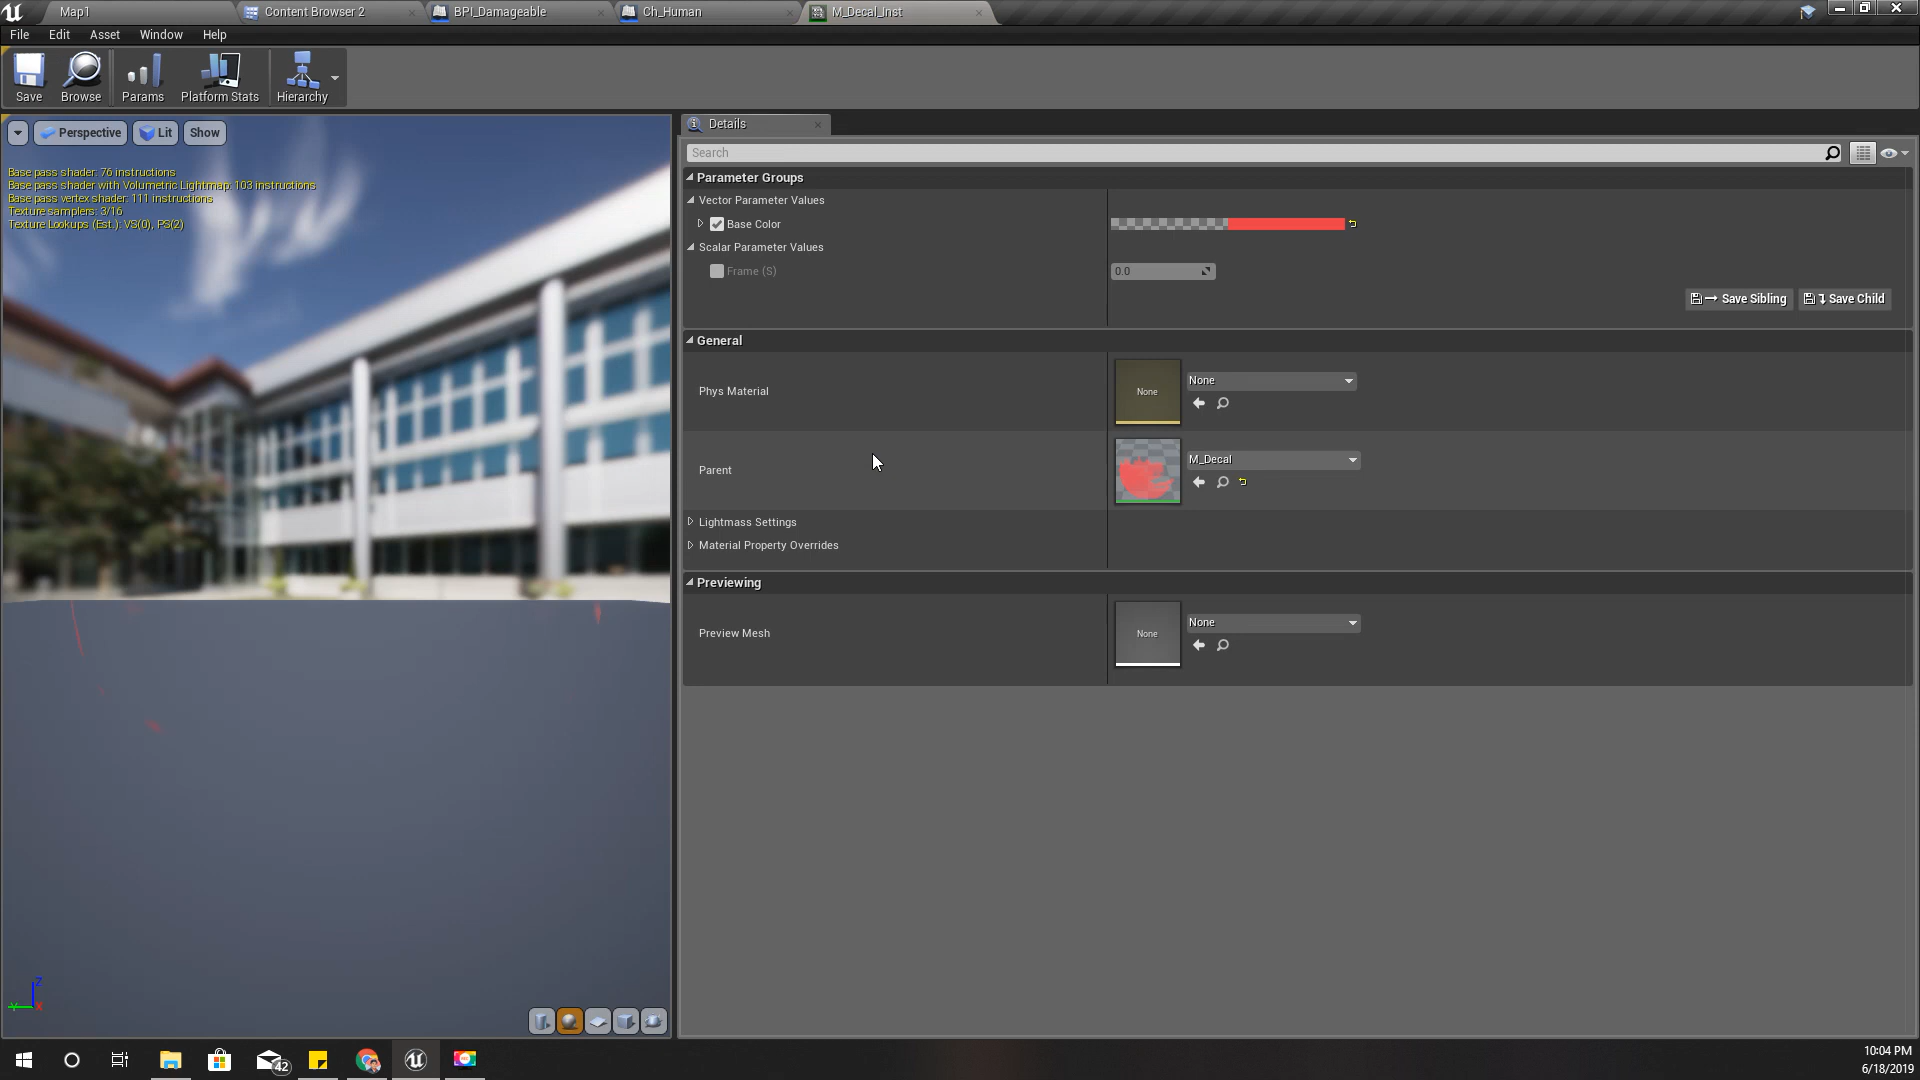 Map1
Content Browser 2
BPI_Damageable
Ch_Human
M_Decal_Inst
File Edit Asset Window Help
Save
Browse
Params
Platform Stats
Hierarchy
Perspective
Lit
Show
Base pass shader: 76 instructions
Base pass shader with Volumetric Lightmap: 103 instructions
Base pass vertex shader: 111 instructions
Texture samplers: 3/16
Texture Lookups (Est.): VS(0), PS(2)
Z
Y
X
Details
Search
Parameter Groups
Vector Parameter Values
Base Color
Scalar Parameter Values
Frame (S)
0.0
Save Sibling
Save Child
General
Phys Material
None
None
Parent
M_Decal
Lightmass Settings
Material Property Overrides
Previewing
Preview Mesh
None
None
42
10:04 PM
6/18/2019